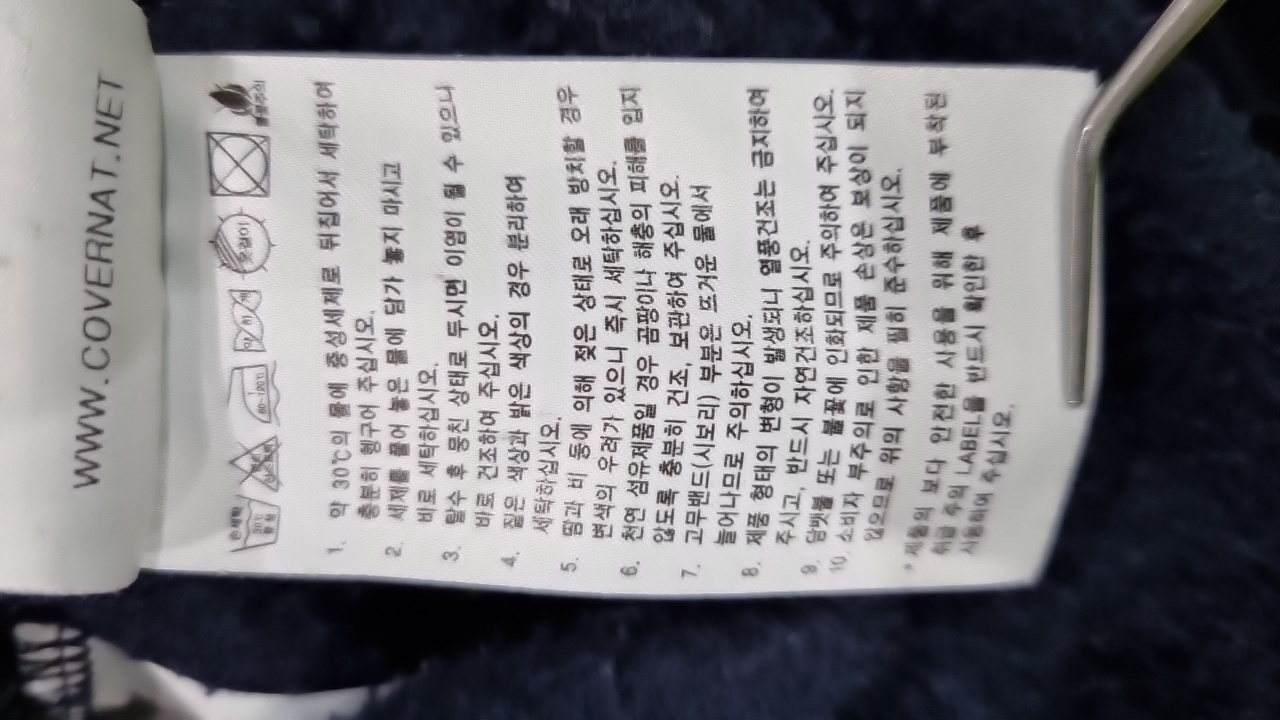 WWW.COVERNAT.NET
손세탁 30℃ 중성 80~120℃ 약하게 옷걸이 불꽃주의
1. 약 30℃의 물에 중성세제로 뒤집어서 세탁하여
충분히 헹구어 주십시오.
2. 세제를 풀어 놓은 물에 담가 놓지 마시고
바로 세탁하십시오.
3. 탈수 후 뭉친 상태로 두시면 이염이 될 수 있으니
바로 건조하여 주십시오.
4. 짙은 색상과 밝은 색상의 경우 분리하여
세탁하십시오.
5. 땀과 비 등에 의해 젖은 상태로 오래 방치할 경우
변색의 우려가 있으니 즉시 세탁하십시오.
6. 천연 섬유제품일 경우 곰팡이나 해충의 피해를 입지
않도록 충분히 건조, 보관하여 주십시오.
7. 고무밴드(시보리) 부분은 뜨거운 물에서
늘어나므로 주의하십시오.
8. 제품 형태의 변형이 발생되니 열풍건조는 금지하여
주시고, 반드시 자연건조하십시오.
9. 담뱃불 또는 불꽃에 인화되므로 주의하여 주십시오.
10. 소비자 부주의로 인한 제품 손상은 보상이 되지
않으므로 위의 사항을 필히 준수하십시오.
* 제품의 보다 안전한 사용을 위해 제품에 부착된
취급 주의 LABEL을 반드시 확인한 후
사용하여 주십시오.